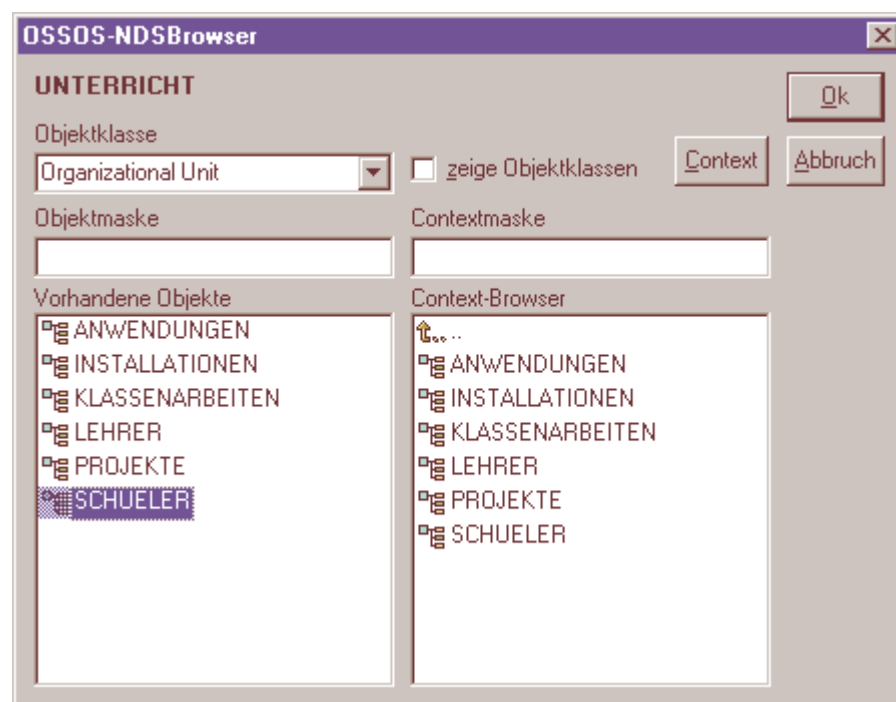 OSSOS-NDSBrowser
UNTERRICHT
Ok
Objektklasse
Organizational Unit
zeige Objektklassen
Context
Abbruch
Objektmaske
Contextmaske
Vorhandene Objekte
Context-Browser
ANWENDUNGEN
INSTALLATIONEN
KLASSENARBEITEN
LEHRER
PROJEKTE
SCHUELER
..
ANWENDUNGEN
INSTALLATIONEN
KLASSENARBEITEN
LEHRER
PROJEKTE
SCHUELER